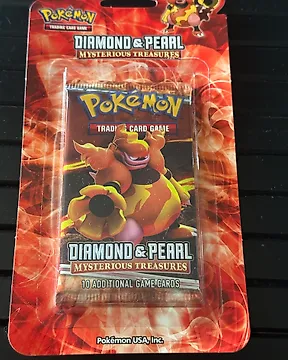 POKéMON
TRADING CARD GAME
DIAMOND & PEARL
MYSTERIOUS TREASURES
POKéMON
TRADING CARD GAME
DIAMOND & PEARL
MYSTERIOUS TREASURES
10 ADDITIONAL GAME CARDS
Pokémon USA, Inc.